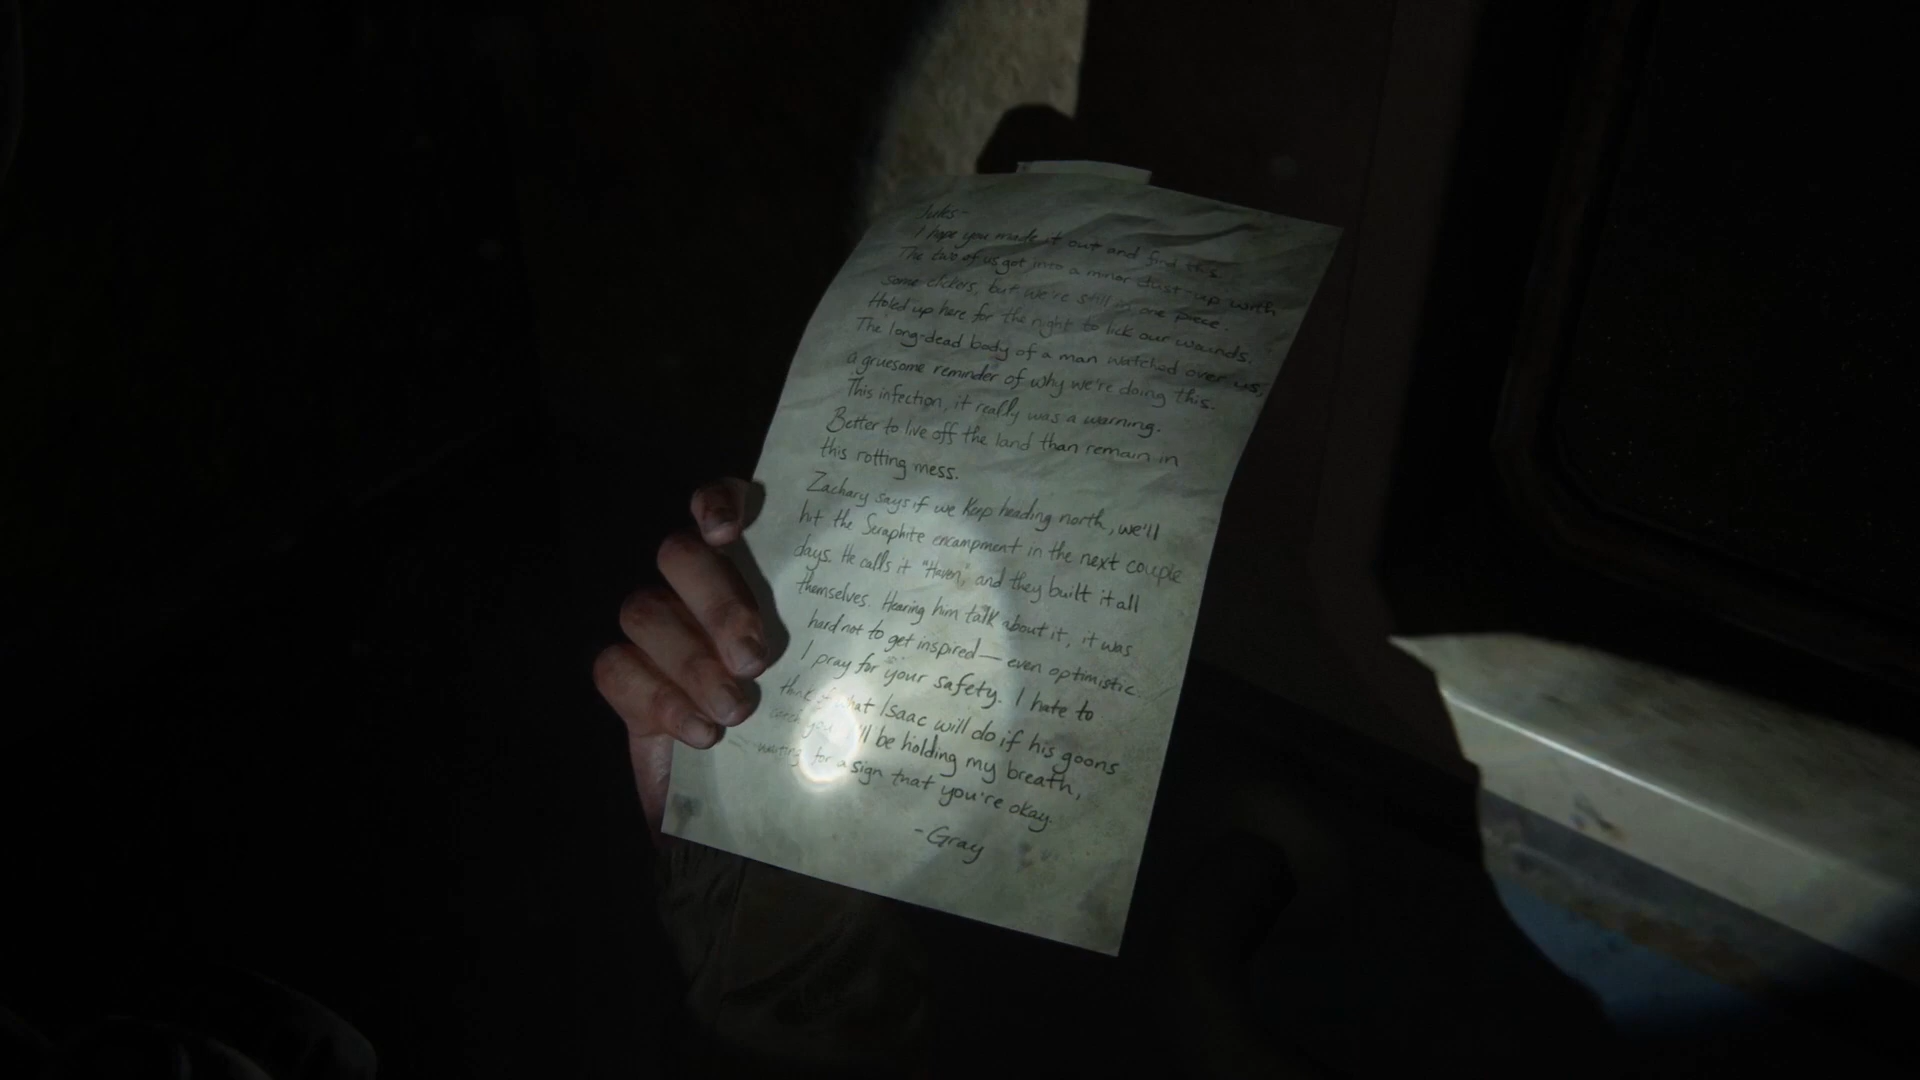 Jules-
I hope you made it out and find this.
The two of us got into a minor dust-up with
some clickers, but we're still in one piece.
Holed up here for the night to lick our wounds.
The long-dead body of a man watched over us,
a gruesome reminder of why we're doing this.
This infection, it really was a warning.
Better to live off the land than remain in
this rotting mess.
Zachary says if we keep heading north, we'll
hit the Seraphite encampment in the next couple
days. He calls it "Haven," and they built it all
themselves. Hearing him talk about it, it was
hard not to get inspired— even optimistic.
I pray for your safety. I hate to
think of what Isaac will do if his goons
catch you. I'll be holding my breath,
waiting for a sign that you're okay.
-Gray